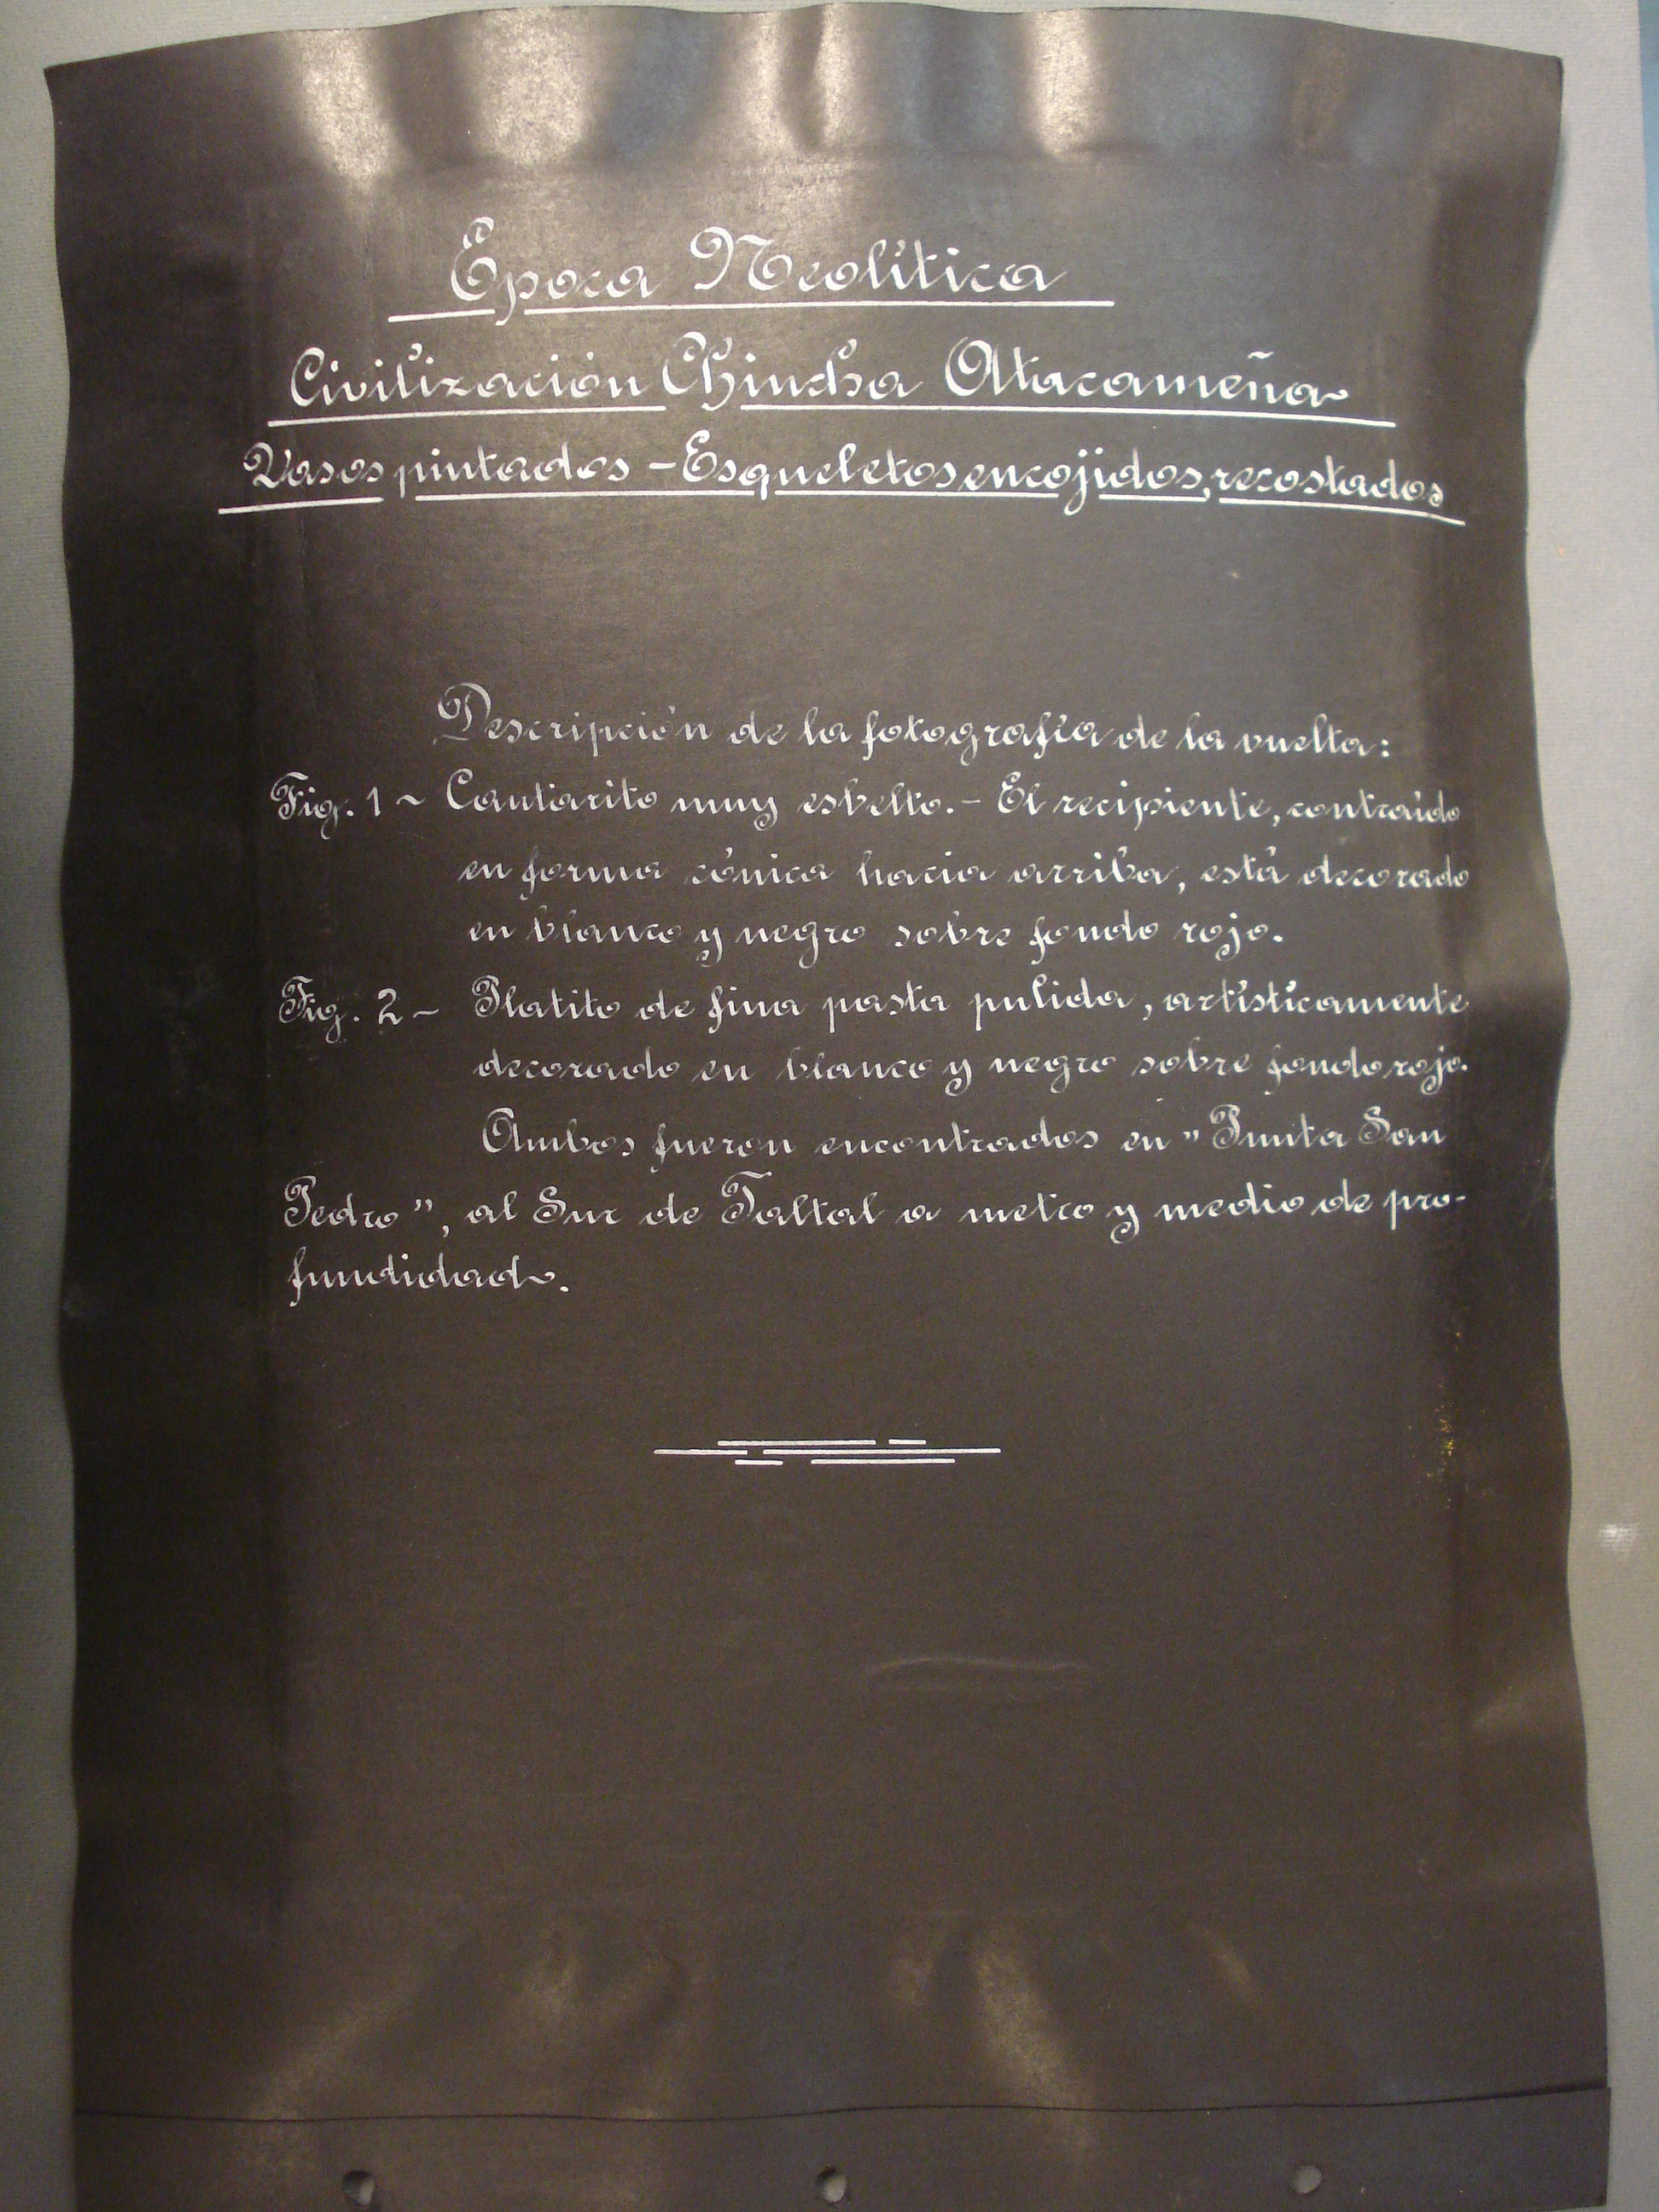 Época Neolítica
Civilización Chincha Atacameña
Vasos pintados - Esqueletos encojidos, recostados
Descripción de la fotografía de la vuelta:
Fig. 1 ~ Cantarito muy esbelto. - El recipiente, contraído
en forma cónica hacia arriba, está decorado
en blanco y negro sobre fondo rojo.
Fig. 2 ~ Platito de fina pasta pulida, artísticamente
decorado en blanco y negro sobre fondo rojo.
Ambos fueron encontrados en "Punta San
Pedro", al Sur de Taltal a metro y medio de pro-
fundidad.